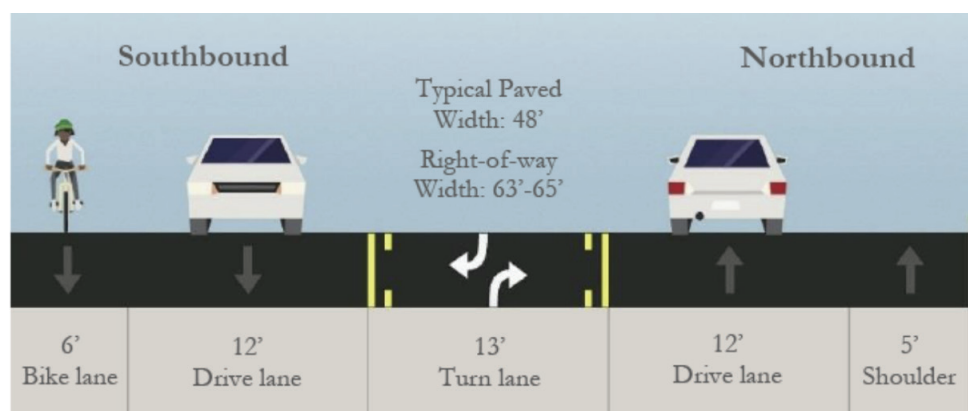 Southbound
Northbound
Typical Paved
Width: 48’
Right-of-way
Width: 63’-65’
6’
Bike lane
12’
Drive lane
13’
Turn lane
12’
Drive lane
5’
Shoulder